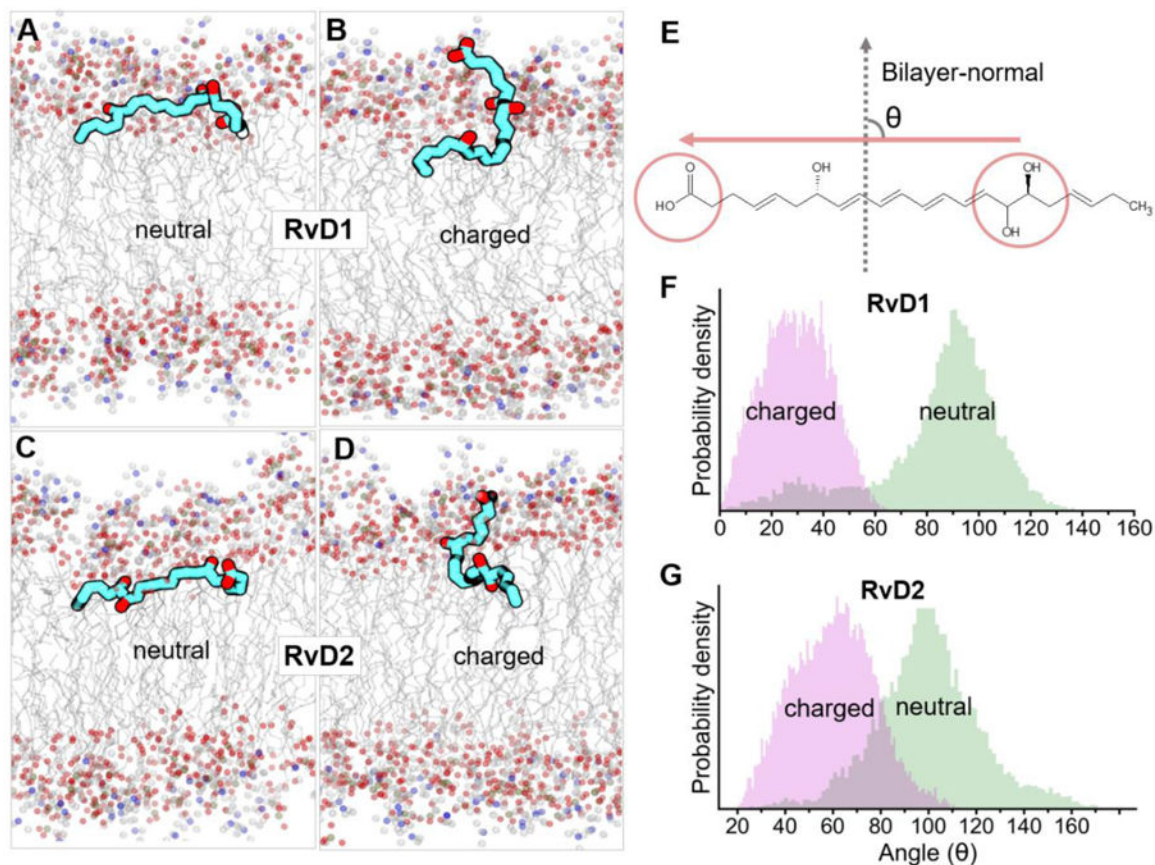 A
neutral
B
charged
RvD1
C
neutral
D
charged
RvD2
E
Bilayer-normal
θ
O
HO
OH
OH
OH
CH3
F
RvD1
Probability density
charged
neutral
0 20 40 60 80 100 120 140 160
G
RvD2
Probability density
charged
neutral
20 40 60 80 100 120 140 160
Angle (θ)